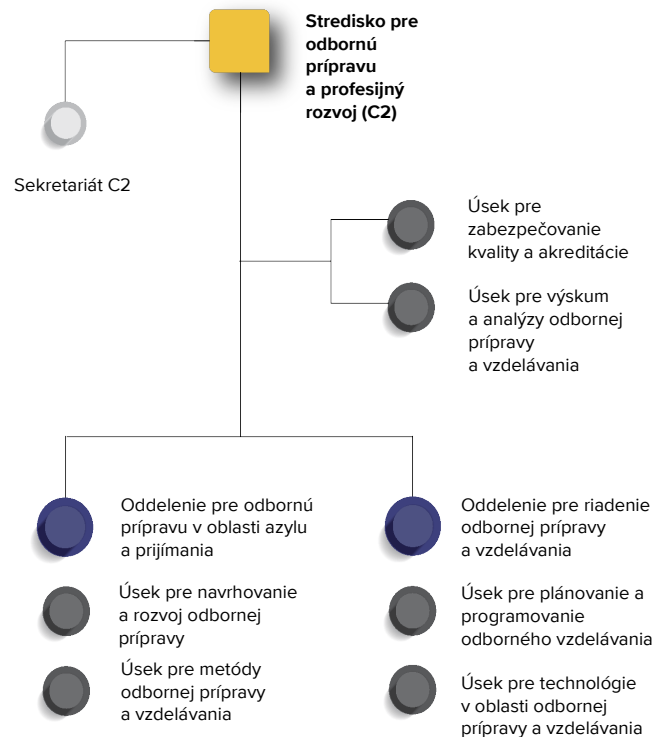 Stredisko pre
odbornú
prípravu
a profesijný
rozvoj (C2)
Sekretariát C2
Úsek pre
zabezpečovanie
kvality a akreditácie
Úsek pre výskum
a analýzy odbornej
prípravy
a vzdelávania
Oddelenie pre odbornú
prípravu v oblasti azylu
a prijímania
Úsek pre navrhovanie
a rozvoj odbornej
prípravy
Úsek pre metódy
odbornej prípravy
a vzdelávania
Oddelenie pre riadenie
odbornej prípravy
a vzdelávania
Úsek pre plánovanie a
programovanie
odborného vzdelávania
Úsek pre technológie
v oblasti odbornej
prípravy a vzdelávania